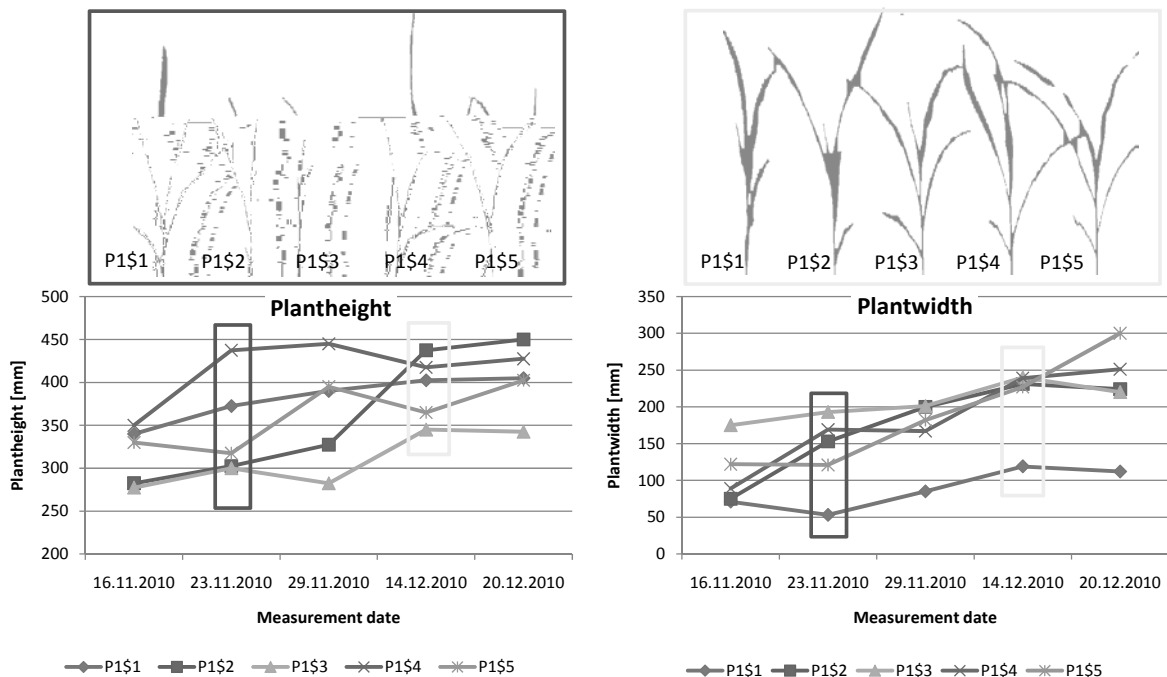 P1$1 P1$2 P1$3 P1$4 P1$5
P1$1 P1$2 P1$3 P1$4 P1$5
Plantheight
Plantheight [mm]
500
450
400
350
300
250
200
16.11.2010 23.11.2010 29.11.2010 14.12.2010 20.12.2010
Measurement date
P1$1 P1$2 P1$3 P1$4 P1$5
Plantwidth
Plantwidth [mm]
350
300
250
200
150
100
50
0
16.11.2010 23.11.2010 29.11.2010 14.12.2010 20.12.2010
Measurement date
P1$1 P1$2 P1$3 P1$4 P1$5